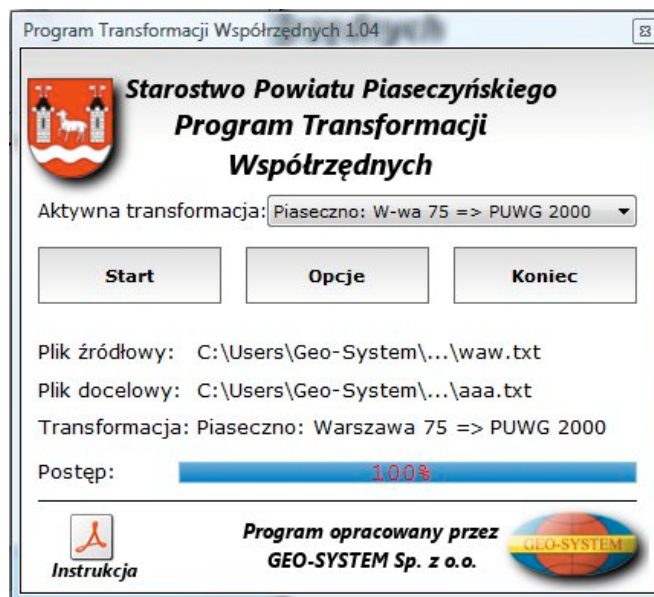 Program Transformacji Współrzędnych 1.04
Starostwo Powiatu Piaseczyńskiego
Program Transformacji
Współrzędnych
Aktywna transformacja: Piaseczno: W-wa 75 => PUWG 2000
Start Opcje Koniec
Plik źródłowy: C:\Users\Geo-System\...\waw.txt
Plik docelowy: C:\Users\Geo-System\...\aaa.txt
Transformacja: Piaseczno: Warszawa 75 => PUWG 2000
Postęp: 100%
Instrukcja
Program opracowany przez
GEO-SYSTEM Sp. z o.o.
GEO-SYSTEM